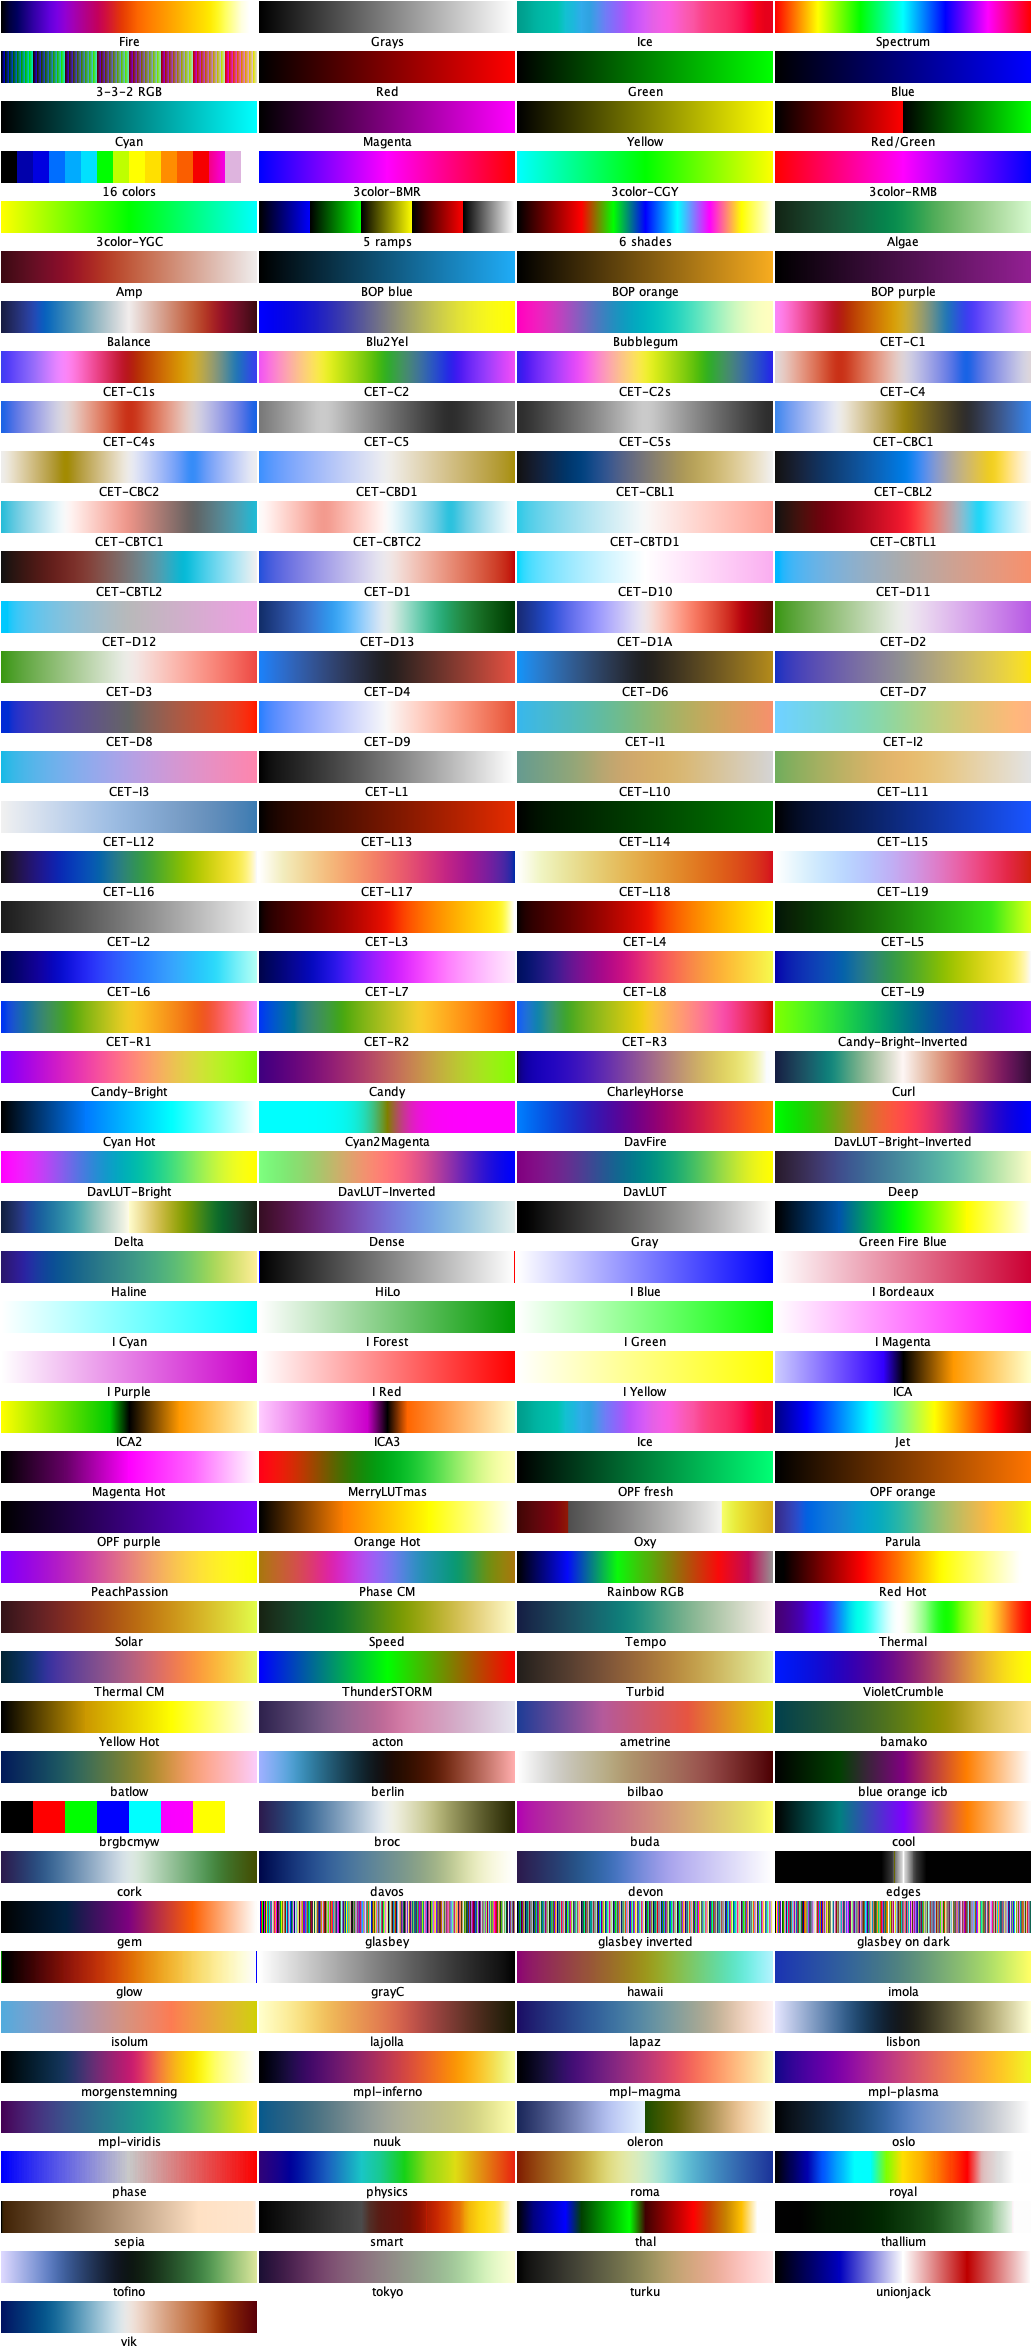 Fire Grays Ice Spectrum
3-3-2 RGB Red Green Blue
Cyan Magenta Yellow Red/Green
16 colors 3color-BMR 3color-CGY 3color-RMB
3color-YGC 5 ramps 6 shades Algae
Amp BOP blue BOP orange BOP purple
Balance Blu2Yel Bubblegum CET-C1
CET-C1s CET-C2 CET-C2s CET-C4
CET-C4s CET-C5 CET-C5s CET-CBC1
CET-CBC2 CET-CBD1 CET-CBL1 CET-CBL2
CET-CBTC1 CET-CBTC2 CET-CBTD1 CET-CBTL1
CET-CBTL2 CET-D1 CET-D10 CET-D11
CET-D12 CET-D13 CET-D1A CET-D2
CET-D3 CET-D4 CET-D6 CET-D7
CET-D8 CET-D9 CET-I1 CET-I2
CET-I3 CET-L1 CET-L10 CET-L11
CET-L12 CET-L13 CET-L14 CET-L15
CET-L16 CET-L17 CET-L18 CET-L19
CET-L2 CET-L3 CET-L4 CET-L5
CET-L6 CET-L7 CET-L8 CET-L9
CET-R1 CET-R2 CET-R3 Candy-Bright-Inverted
Candy-Bright Candy CharleyHorse Curl
Cyan Hot Cyan2Magenta DavFire DavLUT-Bright-Inverted
DavLUT-Bright DavLUT-Inverted DavLUT Deep
Delta Dense Gray Green Fire Blue
Haline HiLo I Blue I Bordeaux
I Cyan I Forest I Green I Magenta
I Purple I Red I Yellow ICA
ICA2 ICA3 Ice Jet
Magenta Hot MerryLUTmas OPF fresh OPF orange
OPF purple Orange Hot Oxy Parula
PeachPassion Phase CM Rainbow RGB Red Hot
Solar Speed Tempo Thermal
Thermal CM ThunderSTORM Turbid VioletCrumble
Yellow Hot acton ametrine bamako
batlow berlin bilbao blue orange icb
brgbcmyw broc buda cool
cork davos devon edges
gem glasbey glasbey inverted glasbey on dark
glow grayC hawaii imola
isolum lajolla lapaz lisbon
morgenstemning mpl-inferno mpl-magma mpl-plasma
mpl-viridis nuuk oleron oslo
phase physics roma royal
sepia smart thal thallium
tofino tokyo turku unionjack
vik